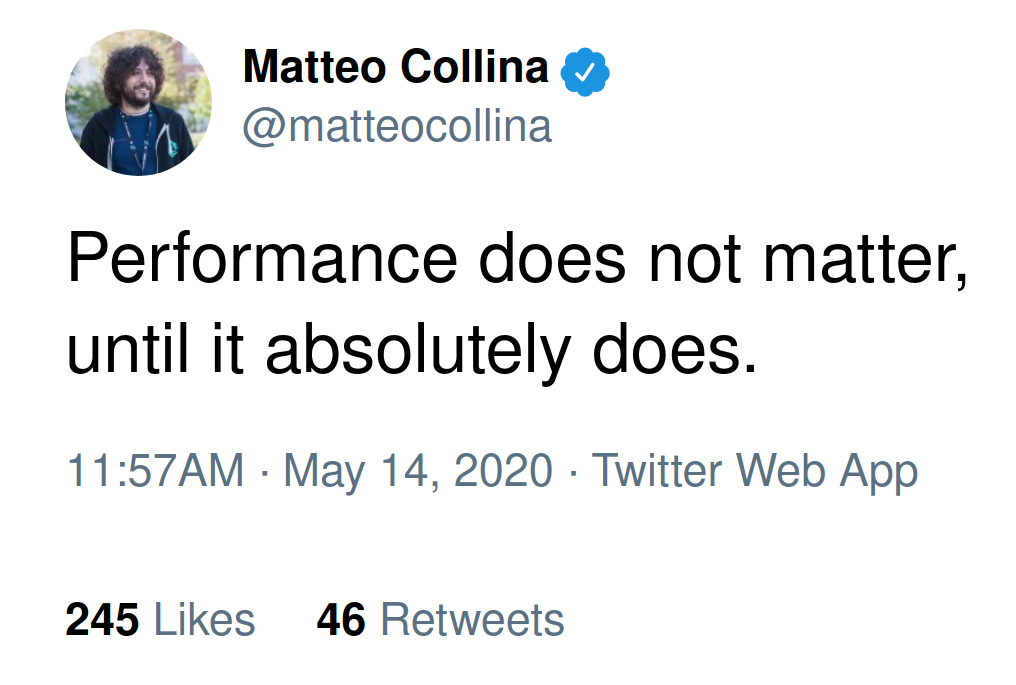 Matteo Collina
@matteocollina
Performance does not matter,
until it absolutely does.
11:57AM · May 14, 2020 · Twitter Web App
245 Likes 46 Retweets